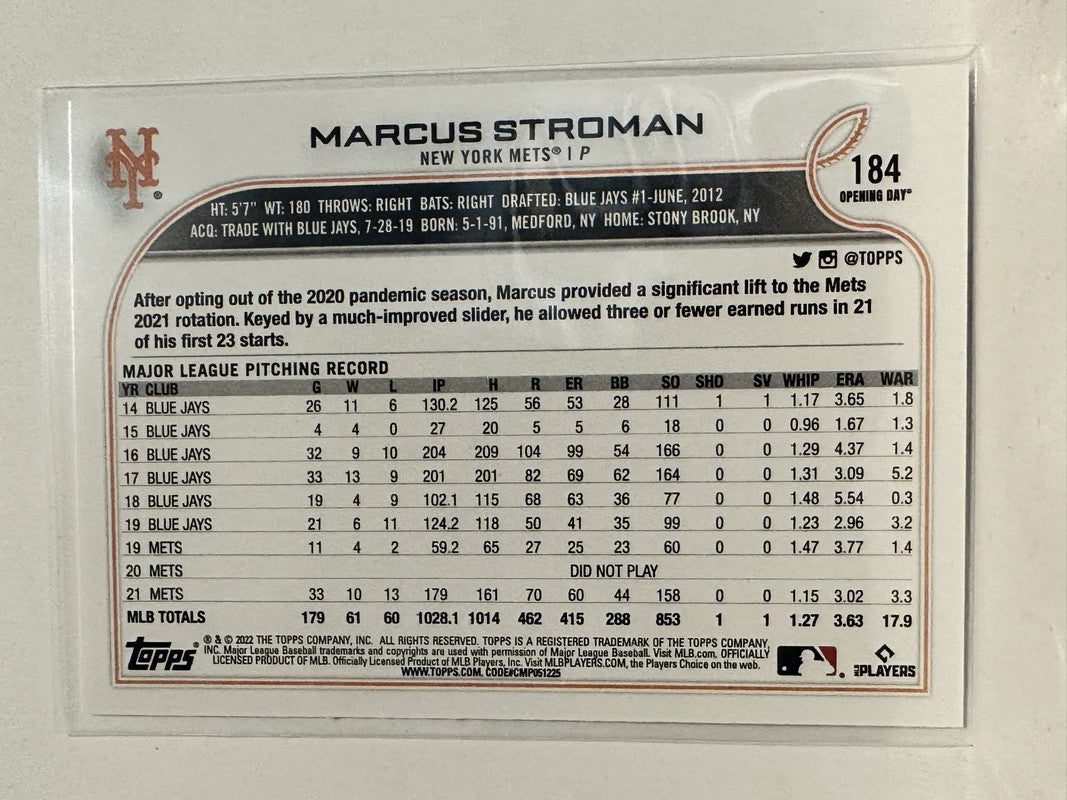 NY ®
MARCUS STROMAN
NEW YORK METS® | P
184
OPENING DAY®
HT: 5'7" WT: 180 THROWS: RIGHT BATS: RIGHT DRAFTED: BLUE JAYS #1-JUNE, 2012
ACQ: TRADE WITH BLUE JAYS, 7-28-19 BORN: 5-1-91, MEDFORD, NY HOME: STONY BROOK, NY
@TOPPS
After opting out of the 2020 pandemic season, Marcus provided a significant lift to the Mets
2021 rotation. Keyed by a much-improved slider, he allowed three or fewer earned runs in 21
of his first 23 starts.
MAJOR LEAGUE PITCHING RECORD
YR CLUB G W L IP H R ER BB SO SHO SV WHIP ERA WAR
14 BLUE JAYS 26 11 6 130.2 125 56 53 28 111 1 1 1.17 3.65 1.8
15 BLUE JAYS 4 4 0 27 20 5 5 6 18 0 0 0.96 1.67 1.3
16 BLUE JAYS 32 9 10 204 209 104 99 54 166 0 0 1.29 4.37 1.4
17 BLUE JAYS 33 13 9 201 201 82 69 62 164 0 0 1.31 3.09 5.2
18 BLUE JAYS 19 4 9 102.1 115 68 63 36 77 0 0 1.48 5.54 0.3
19 BLUE JAYS 21 6 11 124.2 118 50 41 35 99 0 0 1.23 2.96 3.2
19 METS 11 4 2 59.2 65 27 25 23 60 0 0 1.47 3.77 1.4
20 METS DID NOT PLAY
21 METS 33 10 13 179 161 70 60 44 158 0 0 1.15 3.02 3.3
MLB TOTALS 179 61 60 1028.1 1014 462 415 288 853 1 1 1.27 3.63 17.9
Topps
® & © 2022 THE TOPPS COMPANY, INC. ALL RIGHTS RESERVED. TOPPS IS A REGISTERED TRADEMARK OF THE TOPPS COMPANY,
INC. Major League Baseball trademarks and copyrights are used with permission of Major League Baseball. Visit MLB.com. OFFICIALLY
LICENSED PRODUCT OF MLB. Officially Licensed Product of MLB Players, Inc. Visit MLBPLAYERS.COM, the Players Choice on the web.
WWW.TOPPS.COM. CODE#CMP051225
MLB PLAYERS